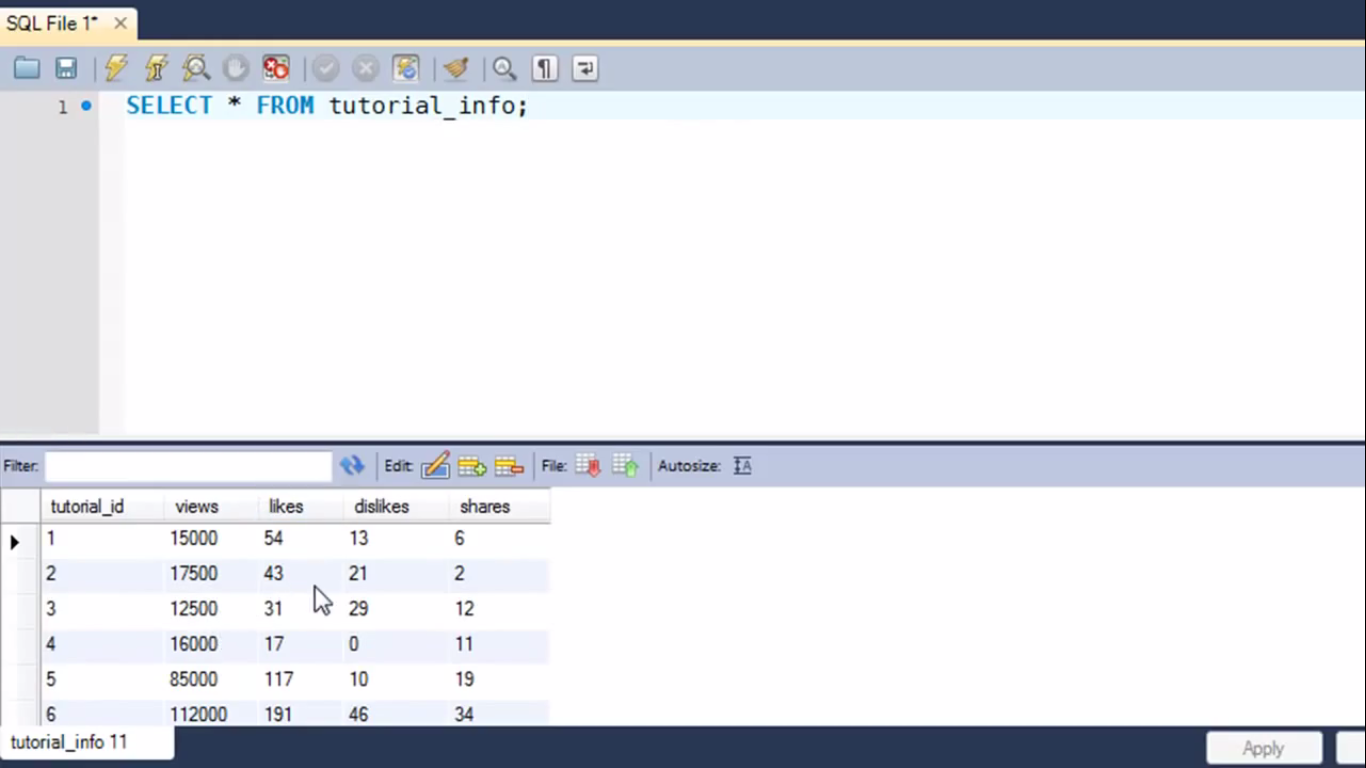 SQL File 1*
1 SELECT * FROM tutorial_info;
Filter: Edit: File: Autosize:
tutorial_id views likes dislikes shares
1 15000 54 13 6
2 17500 43 21 2
3 12500 31 29 12
4 16000 17 0 11
5 85000 117 10 19
6 112000 191 46 34
tutorial_info 11
Apply